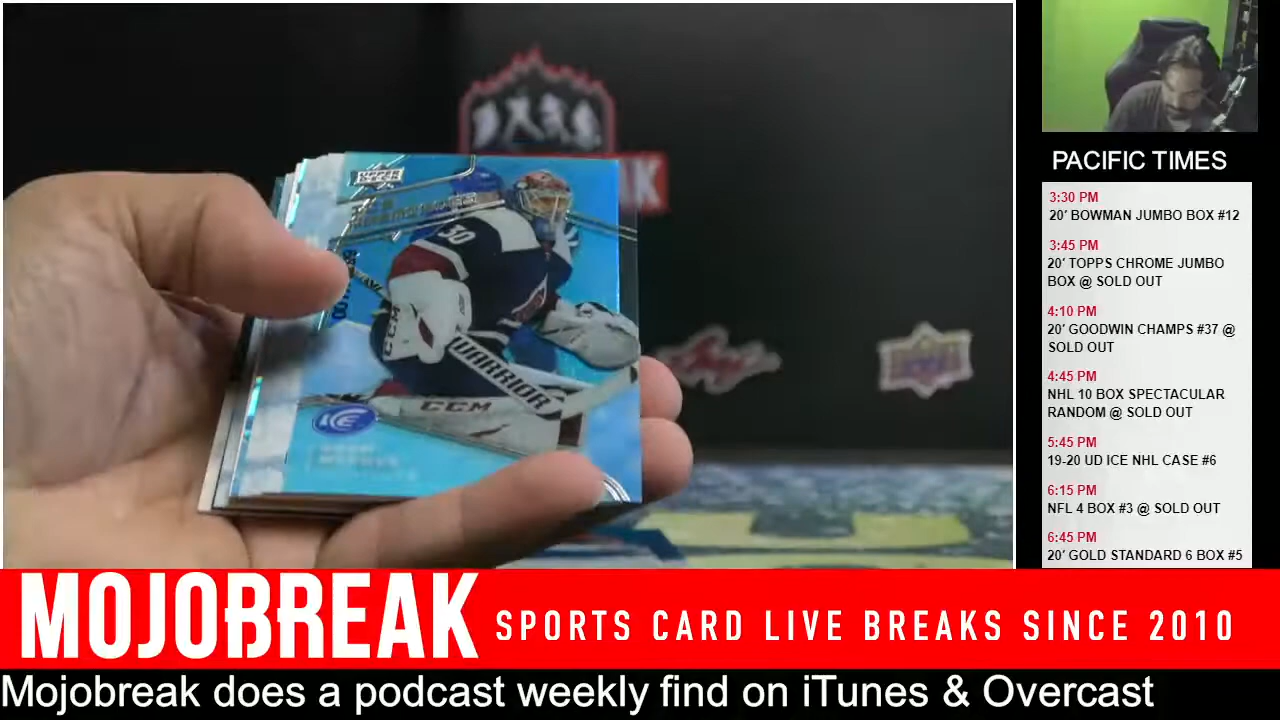 UPPER
30
CCM
WARRIOR
CCM
ICE
PACIFIC TIMES
3:30 PM
20' BOWMAN JUMBO BOX #12
3:45 PM
20' TOPPS CHROME JUMBO
BOX @ SOLD OUT
4:10 PM
20' GOODWIN CHAMPS #37 @
SOLD OUT
4:45 PM
NHL 10 BOX SPECTACULAR
RANDOM @ SOLD OUT
5:45 PM
19-20 UD ICE NHL CASE #6
6:15 PM
NFL 4 BOX #3 @ SOLD OUT
6:45 PM
20' GOLD STANDARD 6 BOX #5
MOJOBREAK SPORTS CARD LIVE BREAKS SINCE 2010
Mojobreak does a podcast weekly find on iTunes & Overcast